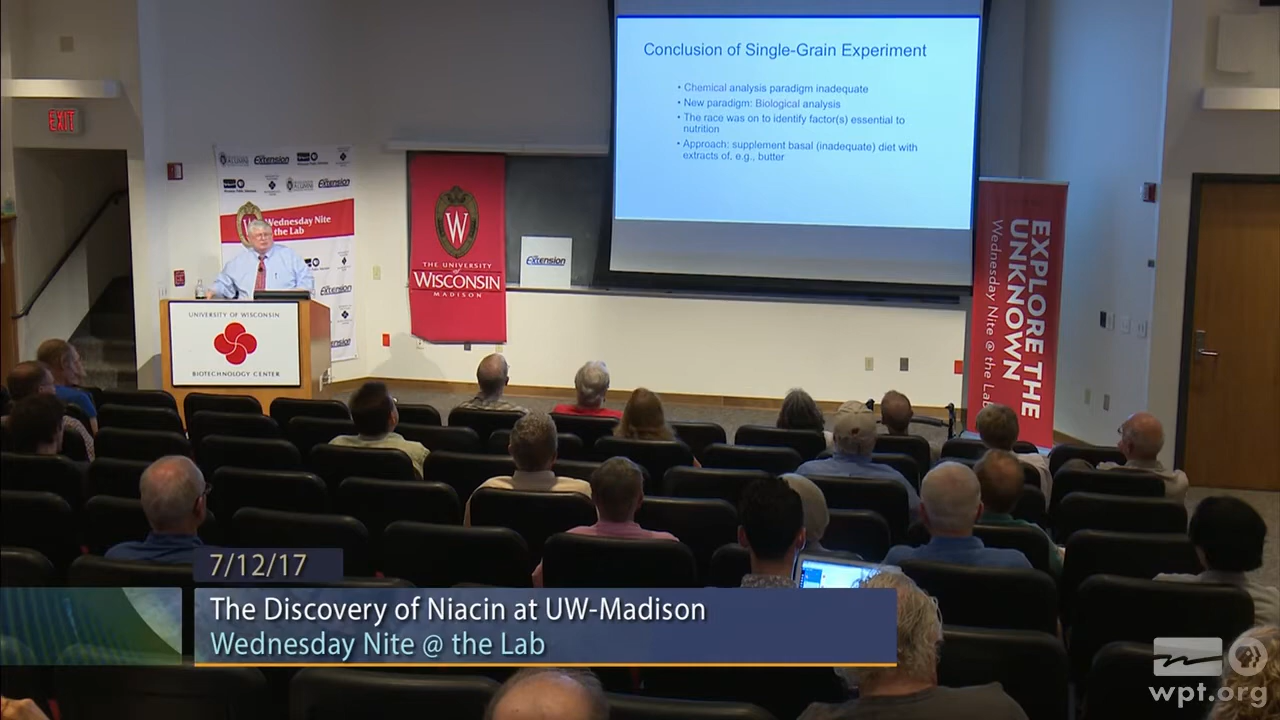 Conclusion of Single-Grain Experiment
• Chemical analysis paradigm inadequate
• New paradigm: Biological analysis
• The race was on to identify factor(s) essential to
nutrition
• Approach: supplement basal (inadequate) diet with
extracts of, e.g., butter
EXIT
Extension
Wednesday Nite
@ the Lab
W
THE UNIVERSITY
of
WISCONSIN
MADISON
Extension
EXPLORE THE
UNKNOWN
Wednesday Nite @ the Lab
UNIVERSITY OF WISCONSIN
BIOTECHNOLOGY CENTER
7/12/17
The Discovery of Niacin at UW-Madison
Wednesday Nite @ the Lab
PBS
wpt.org